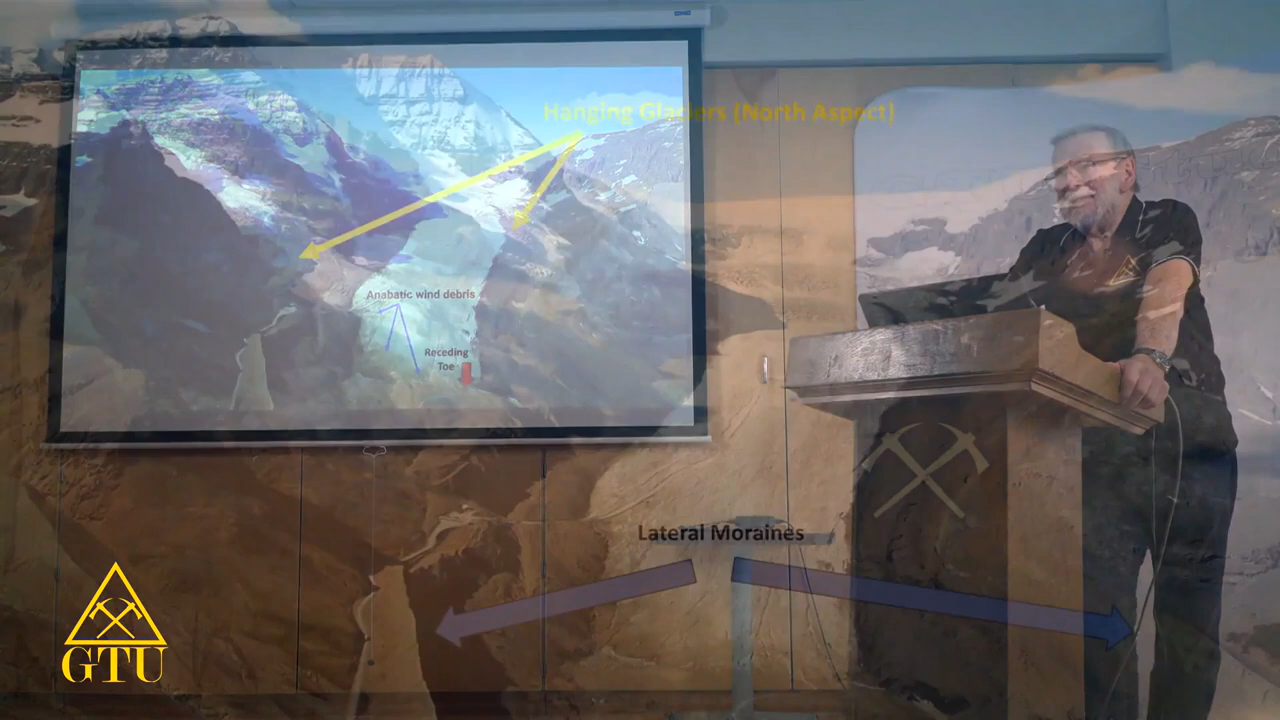 Hanging Glaciers (North Aspect)
Anabatic wind debris
Receding
Toe
Lateral Moraines
GTU